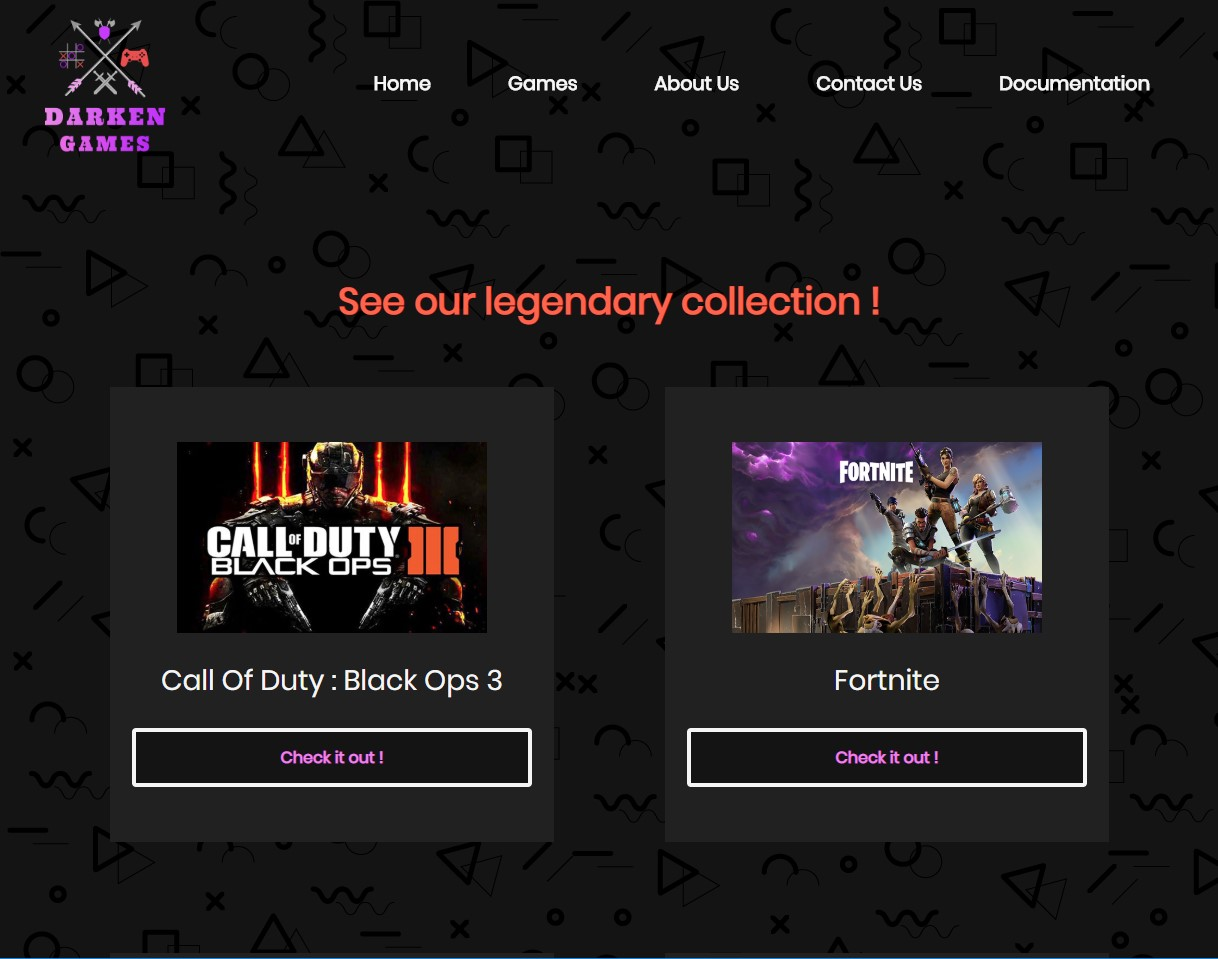 DARKEN
GAMES
Home Games About Us Contact Us Documentation
See our legendary collection !
CALL OF DUTY
BLACK OPS III
FORTNITE
Call Of Duty : Black Ops 3
Fortnite
Check it out !
Check it out !